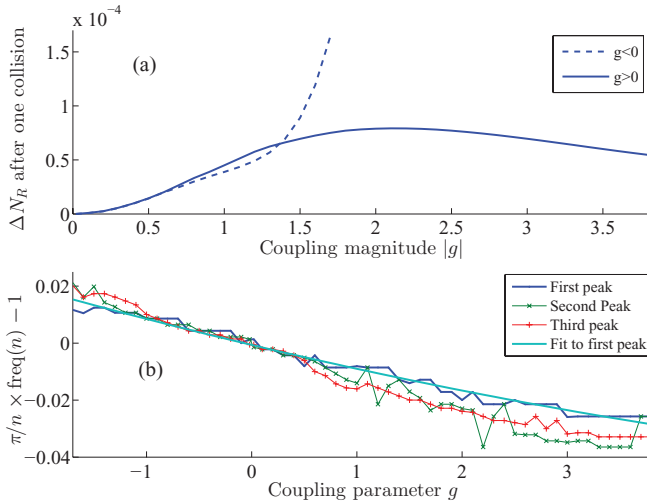 x 10⁻⁴
ΔN_R after one collision
1.5
1
0.5
0
(a)
g<0
g>0
0 0.5 1 1.5 2 2.5 3 3.5
Coupling magnitude |g|
π/n × freq(n) − 1
0.02
0
−0.02
−0.04
(b)
First peak
Second Peak
Third peak
Fit to first peak
−1 0 1 2 3
Coupling parameter g